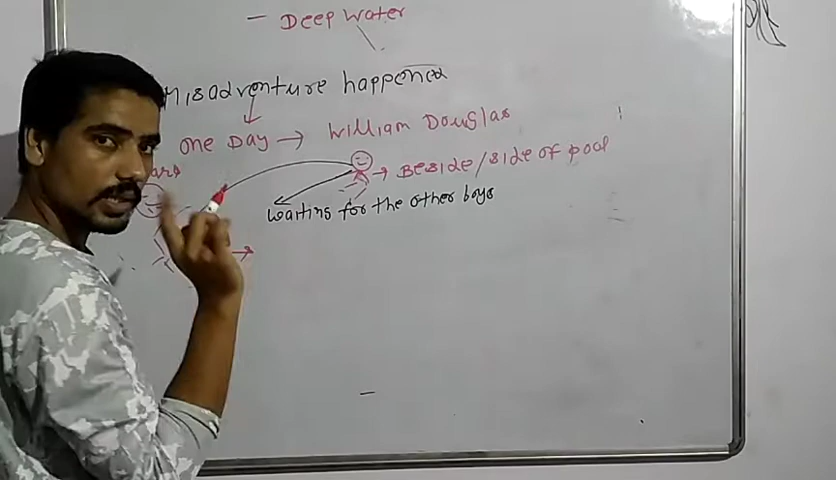 - Deep Water
Misadventure happened
one Day → William Douglas
→ Beside/side of pool
waiting for the other boys